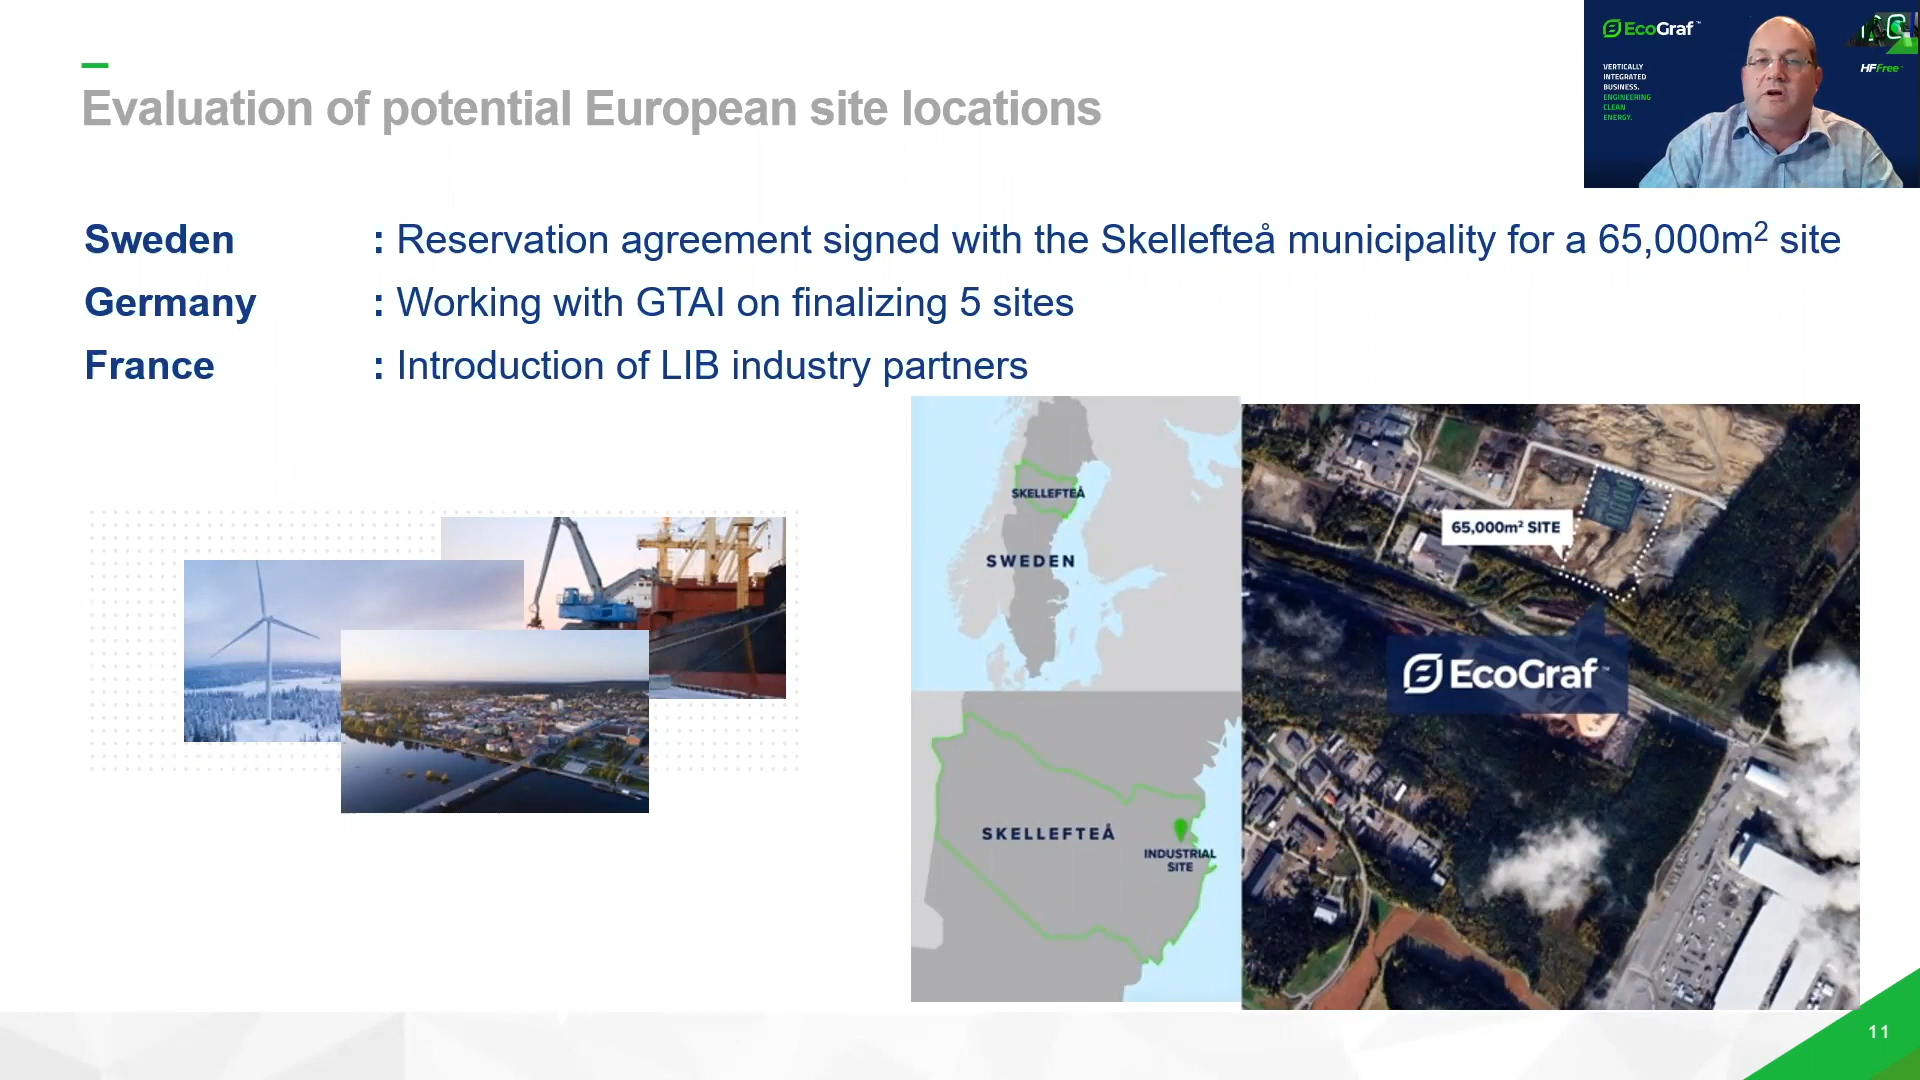 Evaluation of potential European site locations
EcoGraf™
VERTICALLY
INTEGRATED
BUSINESS.
ENGINEERING
CLEAN
ENERGY.
HFFree
Sweden : Reservation agreement signed with the Skellefteå municipality for a 65,000m² site
Germany : Working with GTAI on finalizing 5 sites
France : Introduction of LIB industry partners
SKELLEFTEÅ
SWEDEN
65,000m² SITE
EcoGraf™
SKELLEFTEÅ
INDUSTRIAL
SITE
11